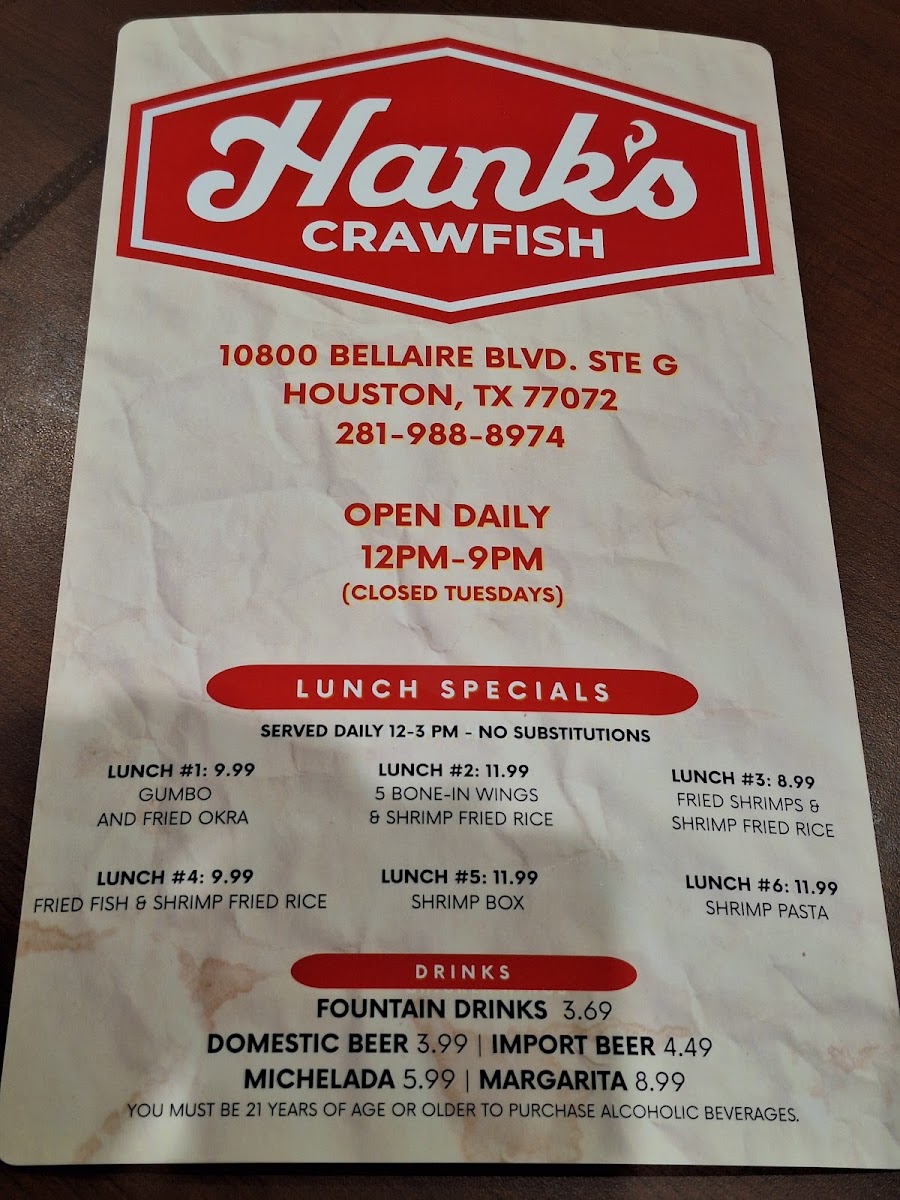 Hank's
CRAWFISH
10800 BELLAIRE BLVD. STE G
HOUSTON, TX 77072
281-988-8974
OPEN DAILY
12PM-9PM
(CLOSED TUESDAYS)
LUNCH SPECIALS
SERVED DAILY 12-3 PM - NO SUBSTITUTIONS
LUNCH #1: 9.99
GUMBO
AND FRIED OKRA
LUNCH #2: 11.99
5 BONE-IN WINGS
& SHRIMP FRIED RICE
LUNCH #3: 8.99
FRIED SHRIMPS &
SHRIMP FRIED RICE
LUNCH #4: 9.99
FRIED FISH & SHRIMP FRIED RICE
LUNCH #5: 11.99
SHRIMP BOX
LUNCH #6: 11.99
SHRIMP PASTA
DRINKS
FOUNTAIN DRINKS 3.69
DOMESTIC BEER 3.99 | IMPORT BEER 4.49
MICHELADA 5.99 | MARGARITA 8.99
YOU MUST BE 21 YEARS OF AGE OR OLDER TO PURCHASE ALCOHOLIC BEVERAGES.